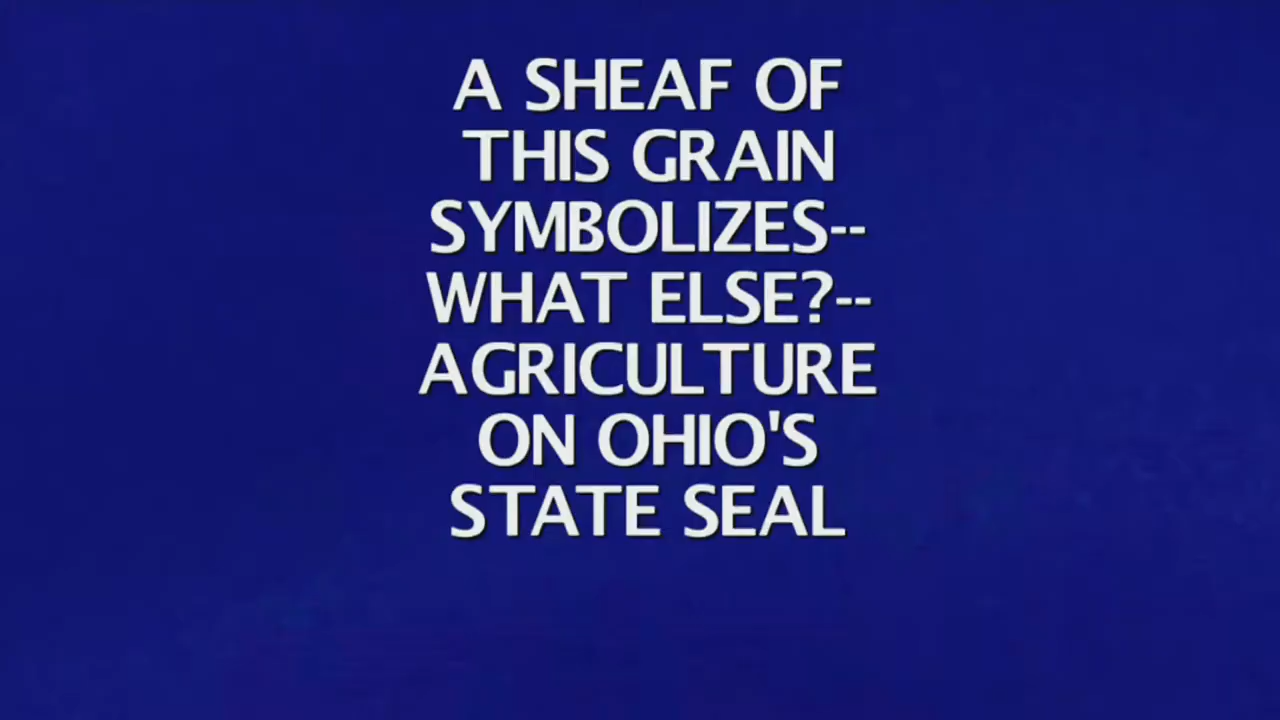 A SHEAF OF
THIS GRAIN
SYMBOLIZES--
WHAT ELSE?--
AGRICULTURE
ON OHIO'S
STATE SEAL